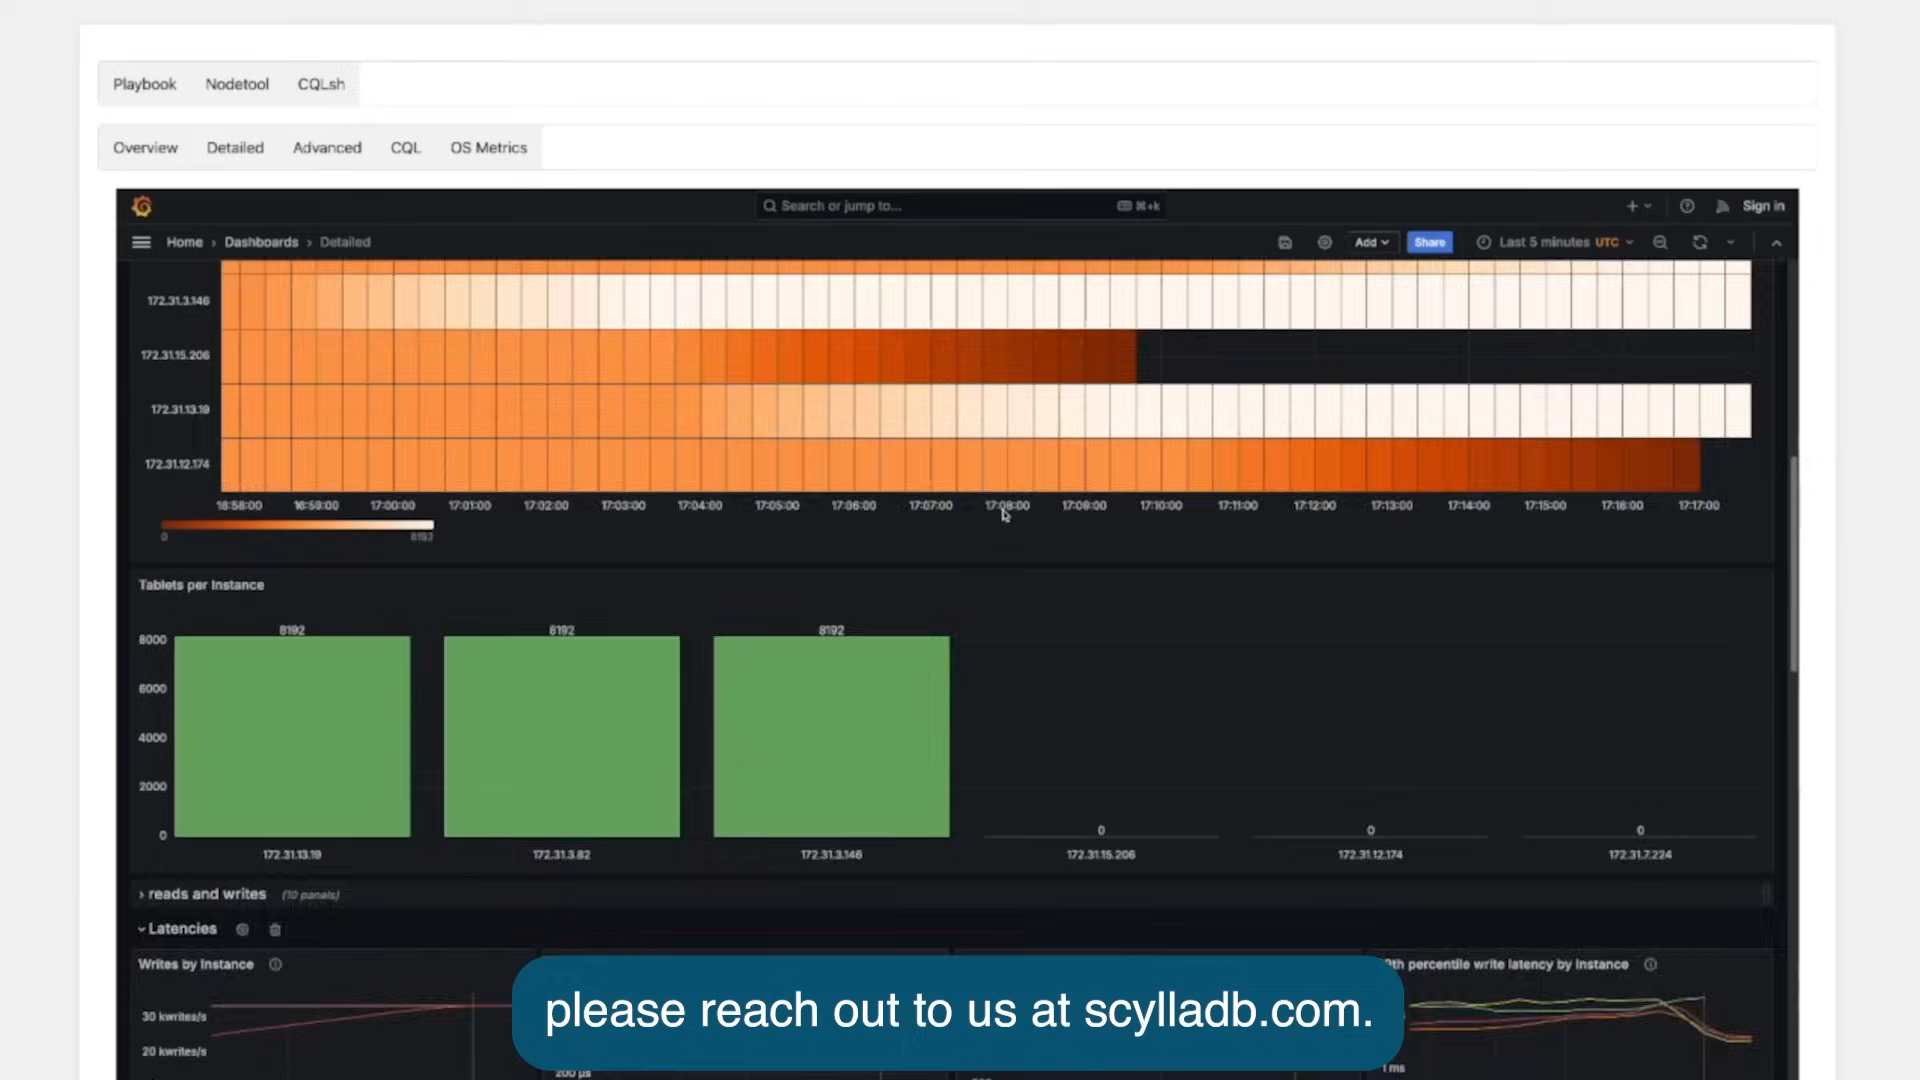 Playbook Nodetool CQLsh
Overview Detailed Advanced CQL OS Metrics
Search or jump to... ⌘+k
Sign in
Home › Dashboards › Detailed
Add Share Last 5 minutes UTC
172.31.3.146
172.31.15.206
172.31.13.19
172.31.12.174
16:58:00 16:59:00 17:00:00 17:01:00 17:02:00 17:03:00 17:04:00 17:05:00 17:06:00 17:07:00 17:08:00 17:09:00 17:10:00 17:11:00 17:12:00 17:13:00 17:14:00 17:15:00 17:16:00 17:17:00
0 8192
Tablets per Instance
8192 8192 8192
8000
6000
4000
2000
0
0 0 0
172.31.13.19 172.31.3.82 172.31.3.146 172.31.15.206 172.31.12.174 172.31.7.224
reads and writes (10 panels)
Latencies
Writes by Instance
percentile write latency by Instance
30 kwrites/s
20 kwrites/s
200 µs
1 ms
please reach out to us at scylladb.com.